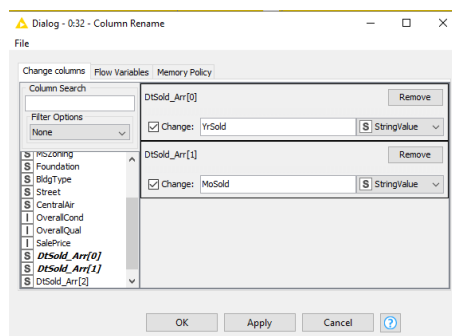 Dialog - 0:32 - Column Rename
File
Change columns Flow Variables Memory Policy
Column Search
Filter Options
None
S MSZoning
S Foundation
S BldgType
S Street
S CentralAir
I OverallCond
I OverallQual
I SalePrice
S DtSold_Arr[0]
S DtSold_Arr[1]
S DtSold_Arr[2]
DtSold_Arr[0]
Remove
Change: YrSold S StringValue
DtSold_Arr[1]
Remove
Change: MoSold S StringValue
OK Apply Cancel ?